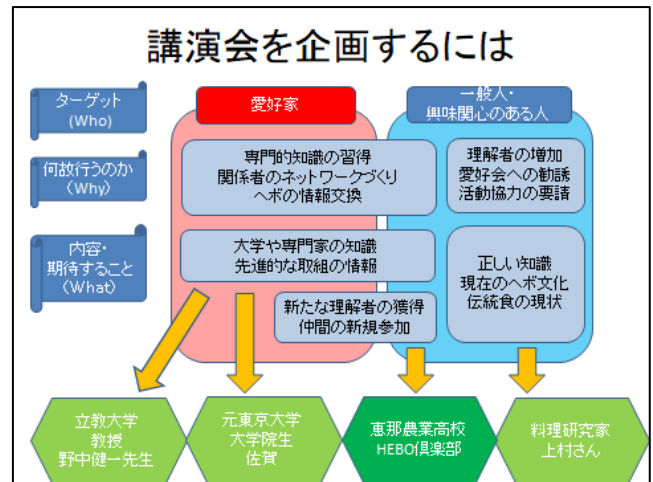 講演会を企画するには
ターゲット
(Who)
愛好家
一般人・
興味関心のある人
何故行うのか
(Why)
専門的知識の習得
関係者のネットワークづくり
ヘボの情報交換
理解者の増加
愛好会への勧誘
活動協力の要請
内容・
期待すること
(What)
大学や専門家の知識
先進的な取組の情報
正しい知識
現在のヘボ文化
伝統食の現状
新たな理解者の獲得
仲間の新規参加
立教大学
教授
野中健一先生
元東京大学
大学院生
佐賀
恵那農業高校
HEBO倶楽部
料理研究家
上村さん